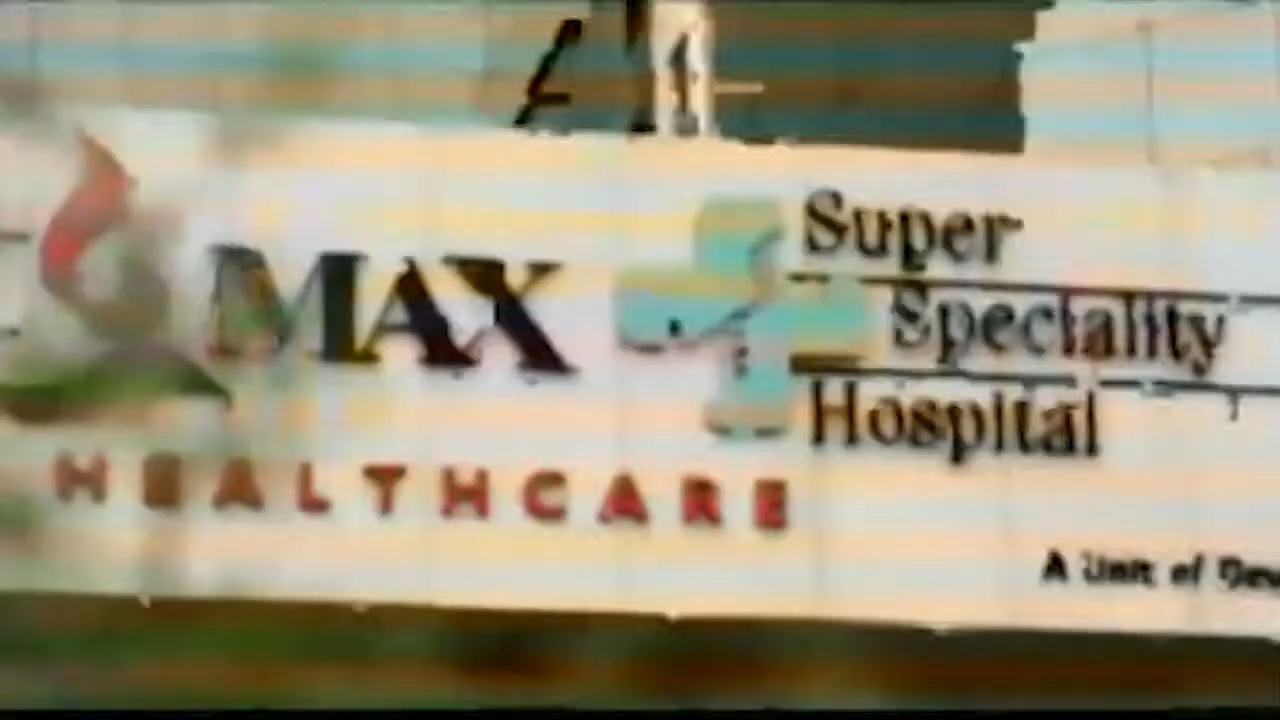 MAX
HEALTHCARE
Super
Speciality
Hospital
A Unit of